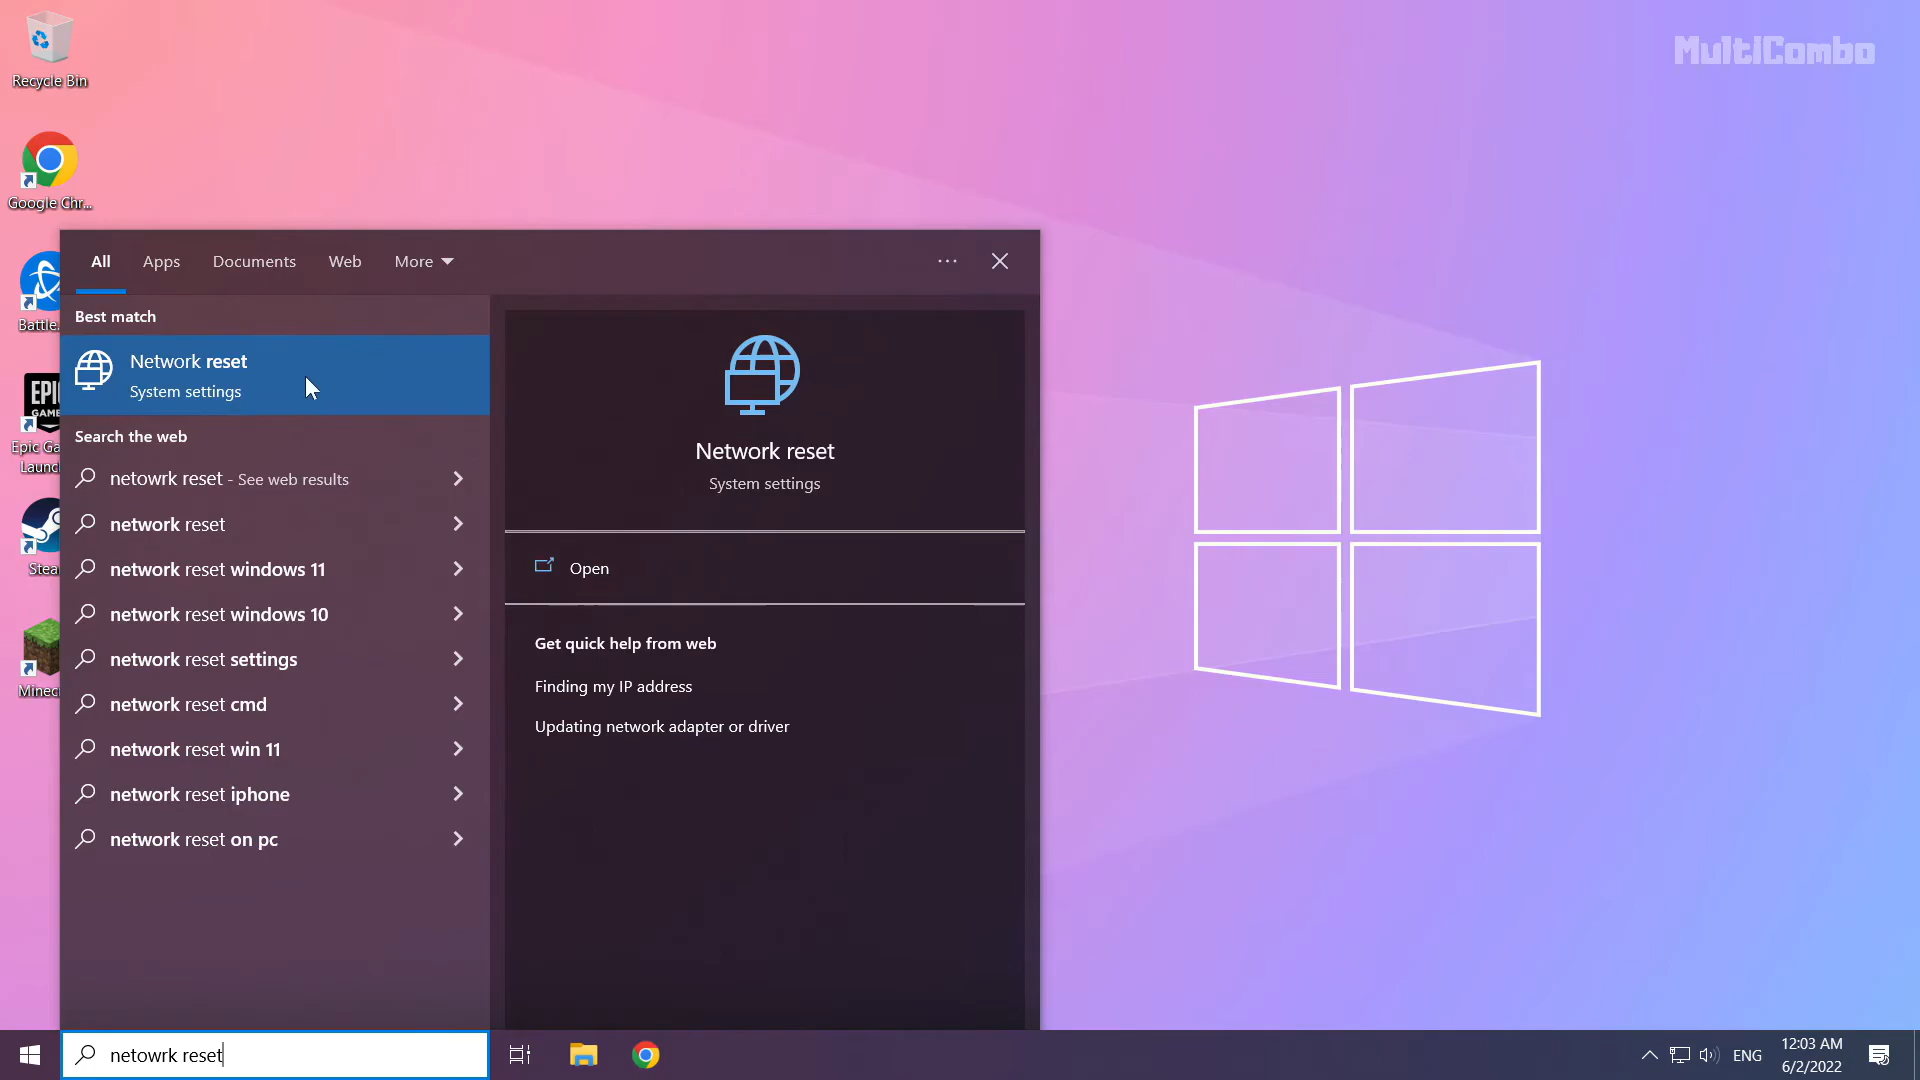 MultiCombo
Recycle Bin
Google Chr...
Battle.
EPIC
GAME
Epic Ga
Launch
Stea
Minec
All
Apps
Documents
Web
More
Best match
Network reset
System settings
Search the web
netowrk reset - See web results
network reset
network reset windows 11
network reset windows 10
network reset settings
network reset cmd
network reset win 11
network reset iphone
network reset on pc
Network reset
System settings
Open
Get quick help from web
Finding my IP address
Updating network adapter or driver
netowrk reset
ENG
12:03 AM
6/2/2022